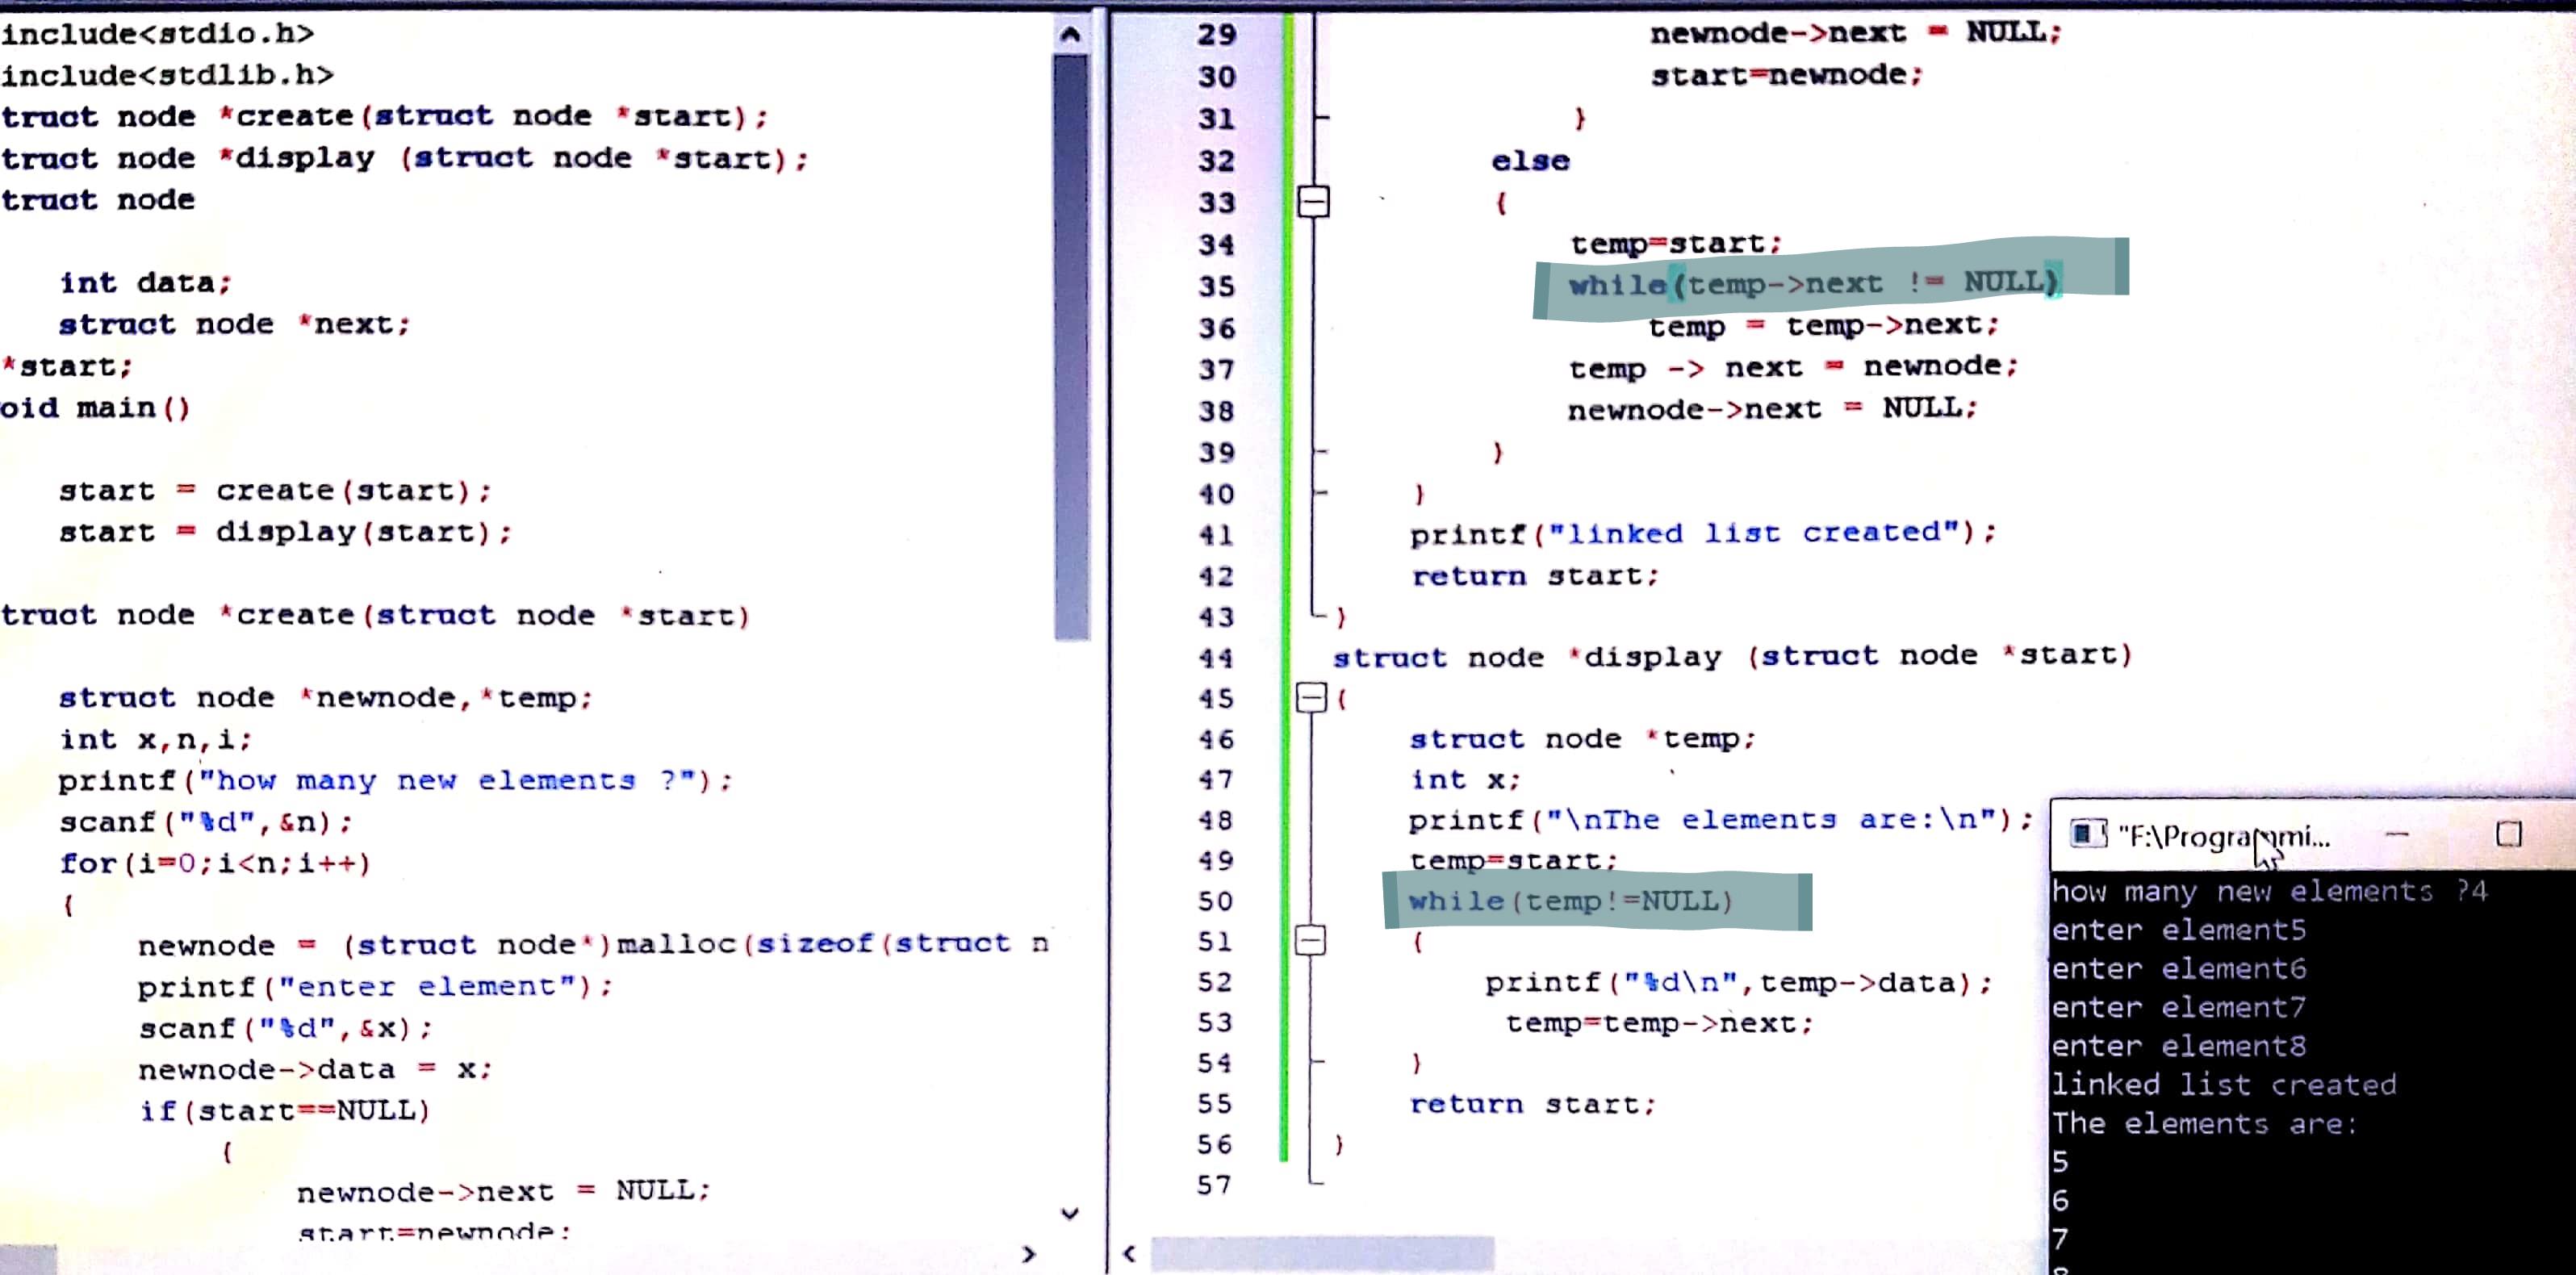 include<stdio.h>
include<stdlib.h>
truct node *create(struct node *start);
truct node *display (struct node *start);
truct node
int data;
struct node *next;
*start;
oid main()
start = create(start);
start = display(start);
truct node *create(struct node *start)
struct node *newnode,*temp;
int x,n,i;
printf("how many new elements ?");
scanf("%d",&n);
for(i=0;i<n;i++)
{
newnode = (struct node*)malloc(sizeof(struct n
printf("enter element");
scanf("%d",&x);
newnode->data = x;
if(start==NULL)
{
newnode->next = NULL;
start=newnode;
29 newnode->next = NULL;
30 start=newnode;
31 }
32 else
33 {
34 temp=start;
35 while(temp->next != NULL)
36 temp = temp->next;
37 temp -> next = newnode;
38 newnode->next = NULL;
39 }
40 }
41 printf("linked list created");
42 return start;
43 }
44 struct node *display (struct node *start)
45 {
46 struct node *temp;
47 int x;
48 printf("\nThe elements are:\n");
49 temp=start;
50 while(temp!=NULL)
51 {
52 printf("%d\n",temp->data);
53 temp=temp->next;
54 }
55 return start;
56 }
57
"F:\Programmi...
how many new elements ?4
enter element5
enter element6
enter element7
enter element8
linked list created
The elements are:
5
6
7